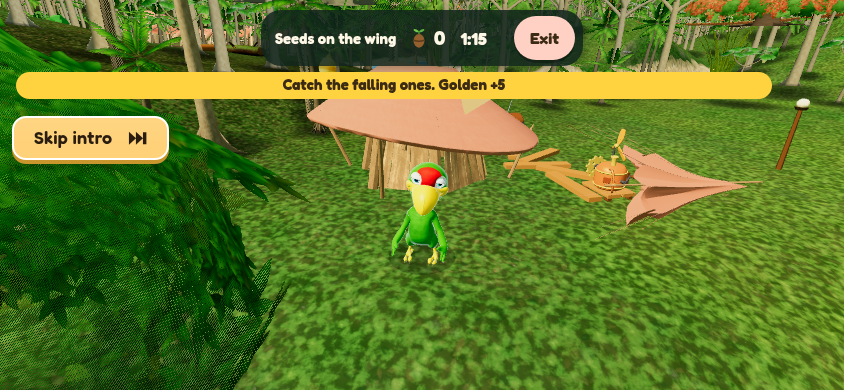 Seeds on the wing 0 1:15 Exit
Catch the falling ones. Golden +5
Skip intro